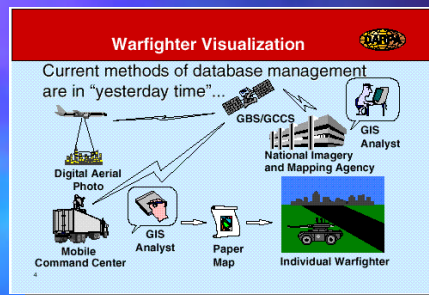 Warfighter Visualization
DARPA
Current methods of database management
are in “yesterday time”...
GBS/GCCS
GIS
Analyst
National Imagery
and Mapping Agency
Digital Aerial
Photo
GIS
Analyst
Mobile
Command Center
Paper
Map
Individual Warfighter
4